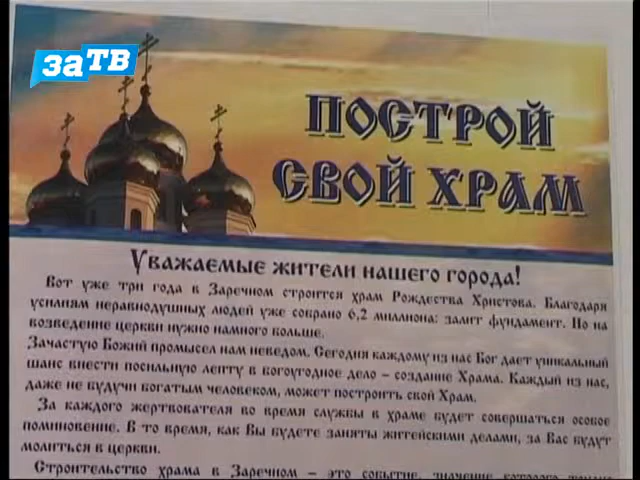 заТВ
ПОСТРОЙ
СВОЙ ХРАМ
Уважаемые жители нашего города!
Вот уже три года в Заречном строится храм Рождества Христова. Благодаря
усилиям неравнодушных людей уже собрано 6,2 миллиона: залит фундамент. Но на
возведение церкви нужно намного больше.
Зачастую Божий промысел нам неведом. Сегодня каждому из нас Бог дает уникальный
шанс внести посильную лепту в богоугодное дело – создание Храма. Каждый из нас,
даже не будучи богатым человеком, может построить свой Храм.
За каждого жертвователя во время службы в храме будет совершаться особое
поминовение. В то время, как Вы будете заняты житейскими делами, за Вас будут
молиться в церкви.
Строительство храма в Заречном – это событие, значение которого